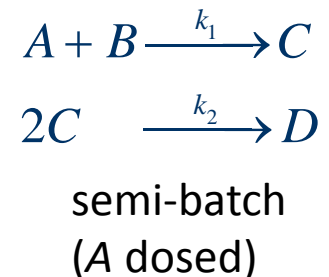 A + B k₁ → C
2C k₂ → D
semi-batch
(A dosed)